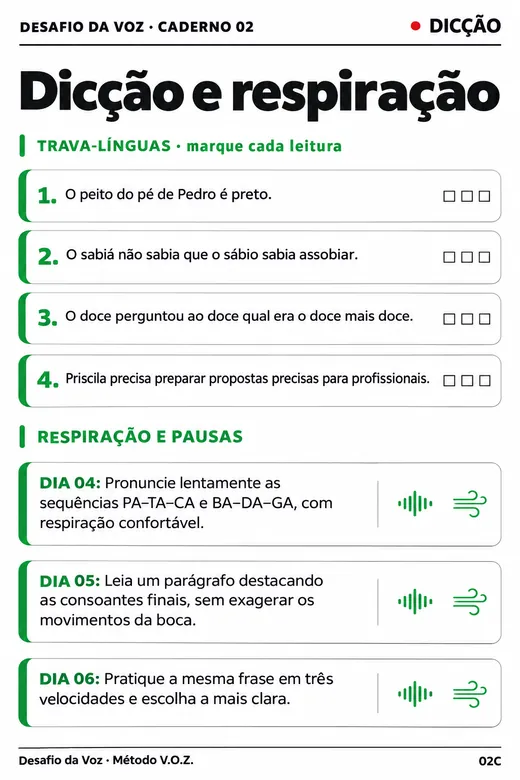 DESAFIO DA VOZ · CADERNO 02
DICÇÃO
Dicção e respiração
TRAVA-LÍNGUAS · marque cada leitura
1. O peito do pé de Pedro é preto.
2. O sabiá não sabia que o sábio sabia assobiar.
3. O doce perguntou ao doce qual era o doce mais doce.
4. Priscila precisa preparar propostas precisas para profissionais.
RESPIRAÇÃO E PAUSAS
DIA 04: Pronuncie lentamente as
sequências PA–TA–CA e BA–DA–GA, com
respiração confortável.
DIA 05: Leia um parágrafo destacando
as consoantes finais, sem exagerar os
movimentos da boca.
DIA 06: Pratique a mesma frase em três
velocidades e escolha a mais clara.
Desafio da Voz · Método V.O.Z.
02C